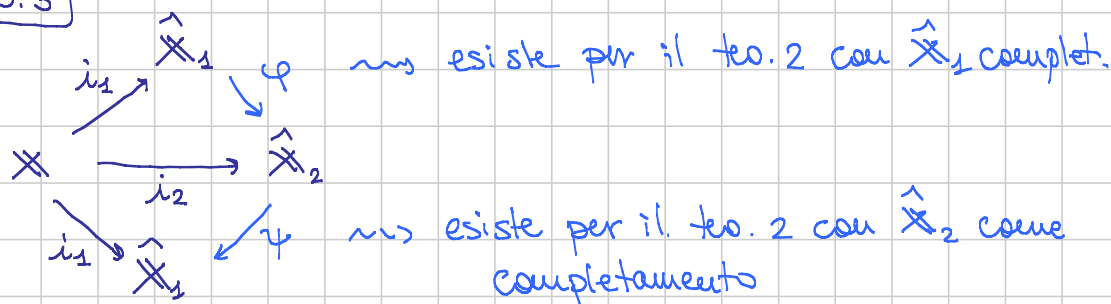 X̂₁
i₁ φ ⇝ esiste per il teo. 2 con X̂₁ complet.
X i₂ X̂₂
i₁ ψ ⇝ esiste per il. teo. 2 con X̂₂ come
X̂₁ completamento